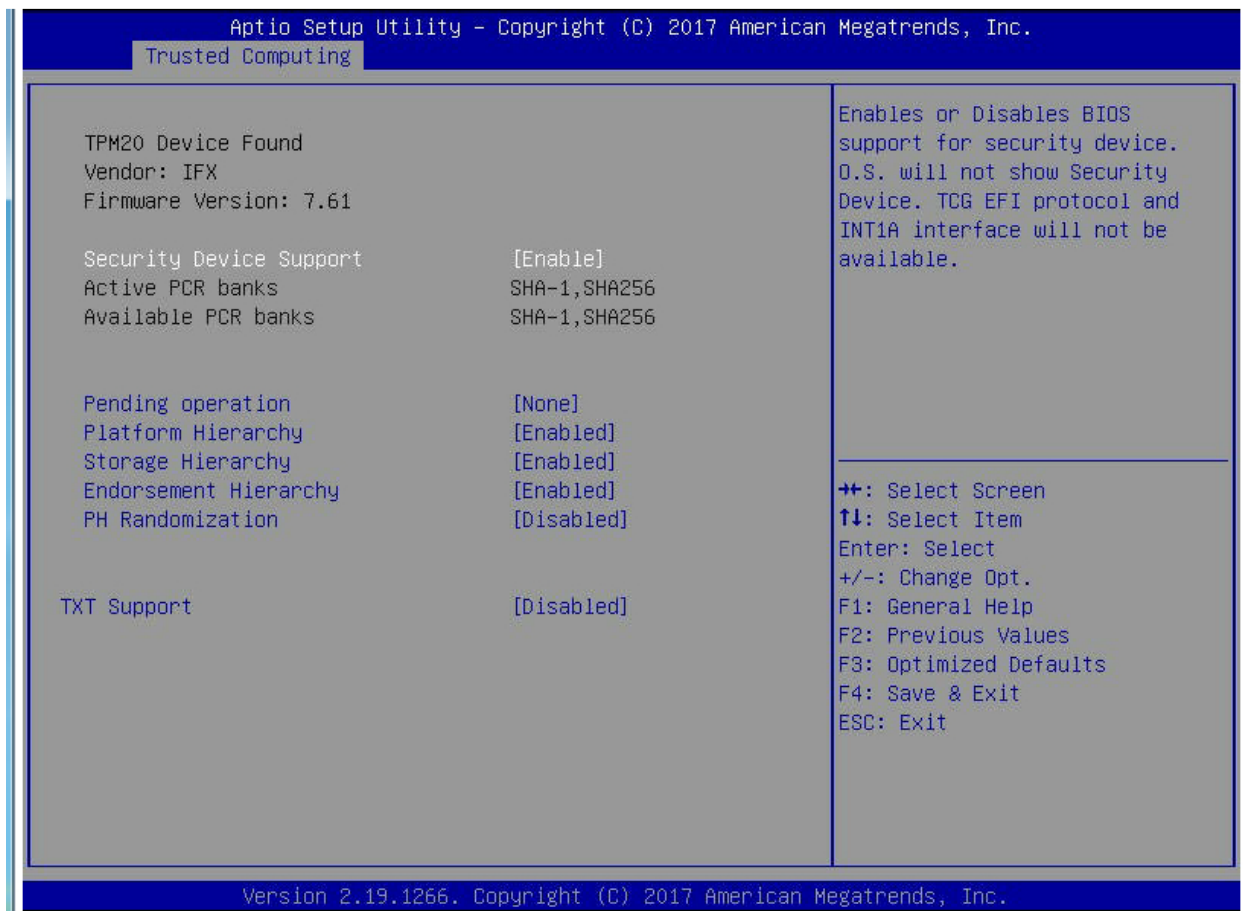 Aptio Setup Utility – Copyright (C) 2017 American Megatrends, Inc.
Trusted Computing
TPM20 Device Found
Vendor: IFX
Firmware Version: 7.61
Security Device Support [Enable]
Active PCR banks SHA-1,SHA256
Available PCR banks SHA-1,SHA256
Pending operation [None]
Platform Hierarchy [Enabled]
Storage Hierarchy [Enabled]
Endorsement Hierarchy [Enabled]
PH Randomization [Disabled]
TXT Support [Disabled]
Enables or Disables BIOS
support for security device.
O.S. will not show Security
Device. TCG EFI protocol and
INT1A interface will not be
available.
→←: Select Screen
↑↓: Select Item
Enter: Select
+/-: Change Opt.
F1: General Help
F2: Previous Values
F3: Optimized Defaults
F4: Save & Exit
ESC: Exit
Version 2.19.1266. Copyright (C) 2017 American Megatrends, Inc.